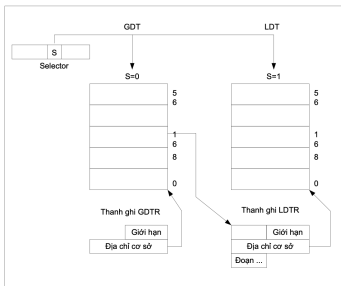 GDT LDT
S
Selector
S=0 S=1
5 5
6 6
1 1
6 6
8 8
0 0
Thanh ghi GDTR Thanh ghi LDTR
Giới hạn Giới hạn
Địa chỉ cơ sở Địa chỉ cơ sở
Đoạn ...